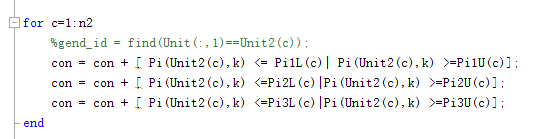 for c=1:n2
%gend_id = find(Unit(:,1)==Unit2(c));
con = con + [ Pi(Unit2(c),k) <= Pi1L(c)| Pi(Unit2(c),k) >=Pi1U(c)];
con = con + [ Pi(Unit2(c),k) <=Pi2L(c)|Pi(Unit2(c),k) >=Pi2U(c)];
con = con + [ Pi(Unit2(c),k) <=Pi3L(c)|Pi(Unit2(c),k) >=Pi3U(c)];
end